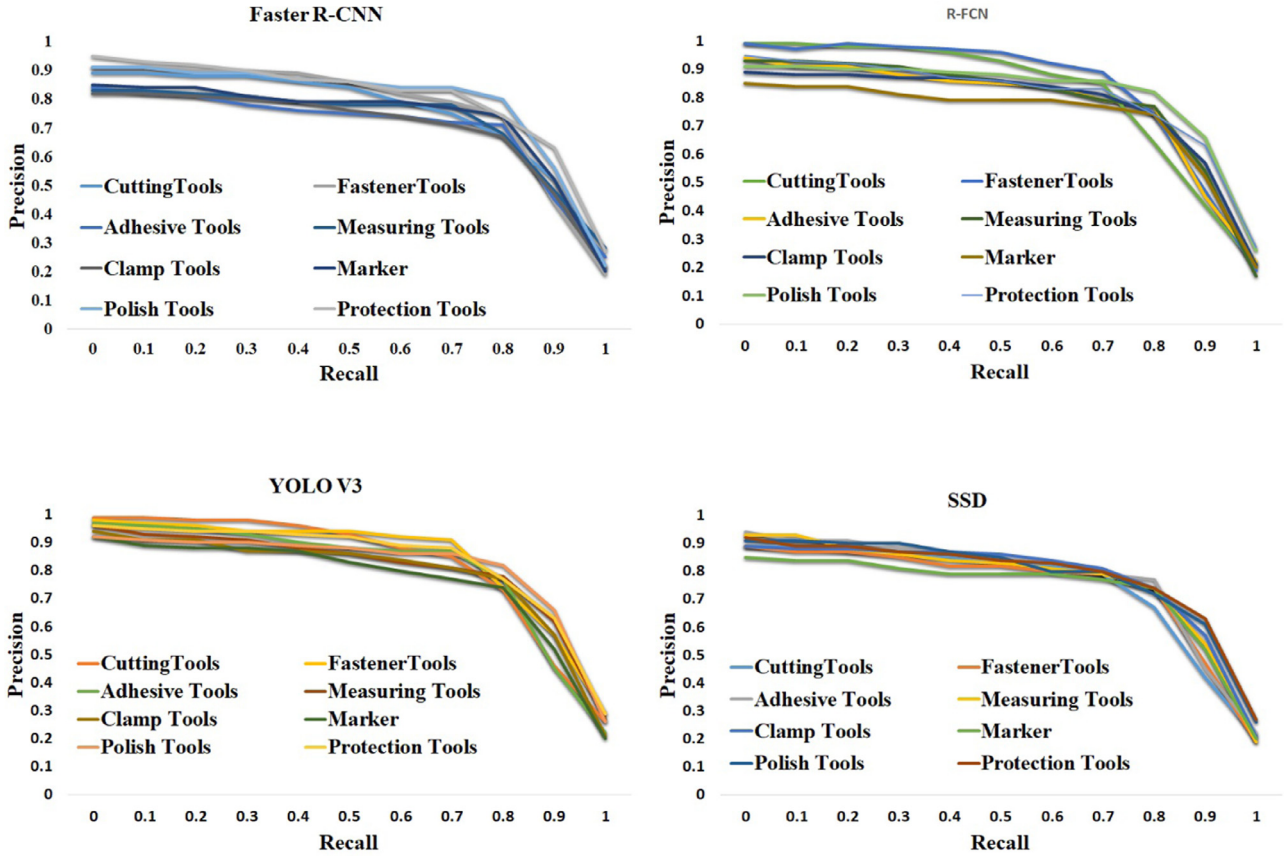 Faster R-CNN
Precision
1
0.9
0.8
0.7
0.6
0.5
0.4
0.3
0.2
0.1
0
CuttingTools FastenerTools
Adhesive Tools Measuring Tools
Clamp Tools Marker
Polish Tools Protection Tools
0 0.1 0.2 0.3 0.4 0.5 0.6 0.7 0.8 0.9 1
Recall
R-FCN
Precision
1
0.9
0.8
0.7
0.6
0.5
0.4
0.3
0.2
0.1
0
CuttingTools FastenerTools
Adhesive Tools Measuring Tools
Clamp Tools Marker
Polish Tools Protection Tools
0 0.1 0.2 0.3 0.4 0.5 0.6 0.7 0.8 0.9 1
Recall
YOLO V3
Precision
1
0.9
0.8
0.7
0.6
0.5
0.4
0.3
0.2
0.1
0
CuttingTools FastenerTools
Adhesive Tools Measuring Tools
Clamp Tools Marker
Polish Tools Protection Tools
0 0.1 0.2 0.3 0.4 0.5 0.6 0.7 0.8 0.9 1
Recall
SSD
Precision
1
0.9
0.8
0.7
0.6
0.5
0.4
0.3
0.2
0.1
0
CuttingTools FastenerTools
Adhesive Tools Measuring Tools
Clamp Tools Marker
Polish Tools Protection Tools
0 0.1 0.2 0.3 0.4 0.5 0.6 0.7 0.8 0.9 1
Recall